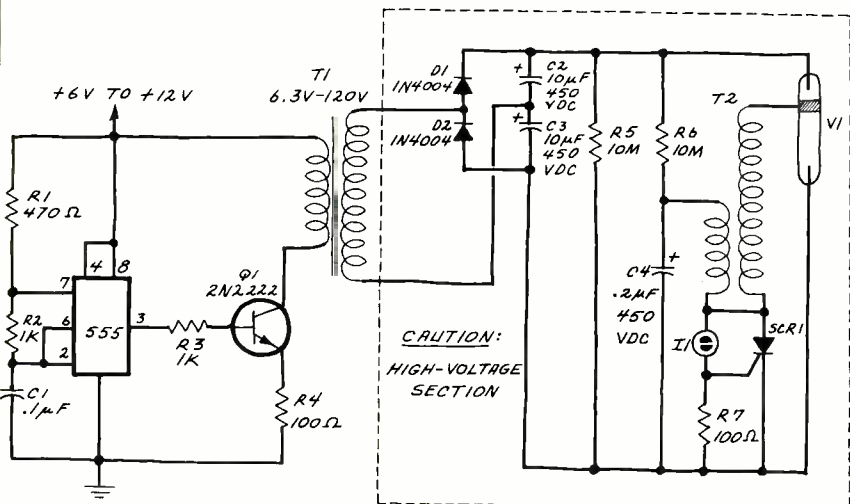 +6V TO +12V
T1
6.3V-120V
D1
1N4004
D2
1N4004
+
C2
10µF
450
VDC
+
C3
10µF
450
VDC
R5
10M
R6
10M
T2
V1
R1
470Ω
4 8
7
6
2
555
3
R2
1K
C1
.1µF
R3
1K
Q1
2N2222
R4
100Ω
CAUTION:
HIGH-VOLTAGE
SECTION
C4
+
.2µF
450
VDC
I1
SCR1
R7
100Ω